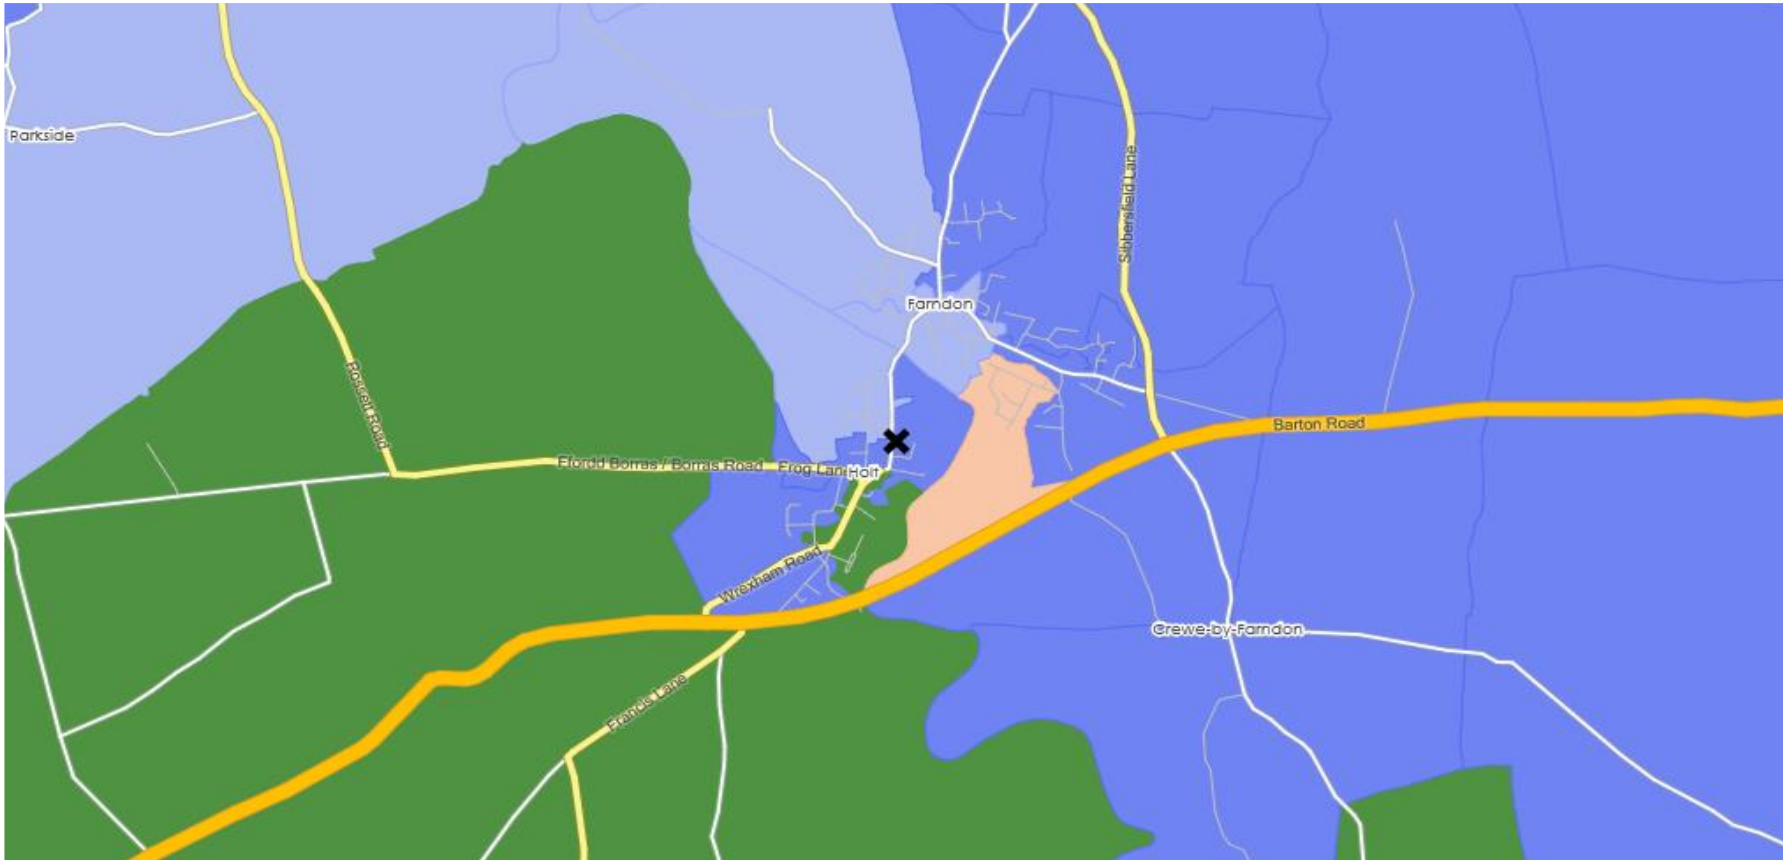 Parkside
Sibbersfield Lane
Farndon
Rossett Road
Barton Road
Ffordd Borras / Borras Road
Frog Lan
Holt
Wrexham Road
Crewe-by-Farndon
Francis Lane